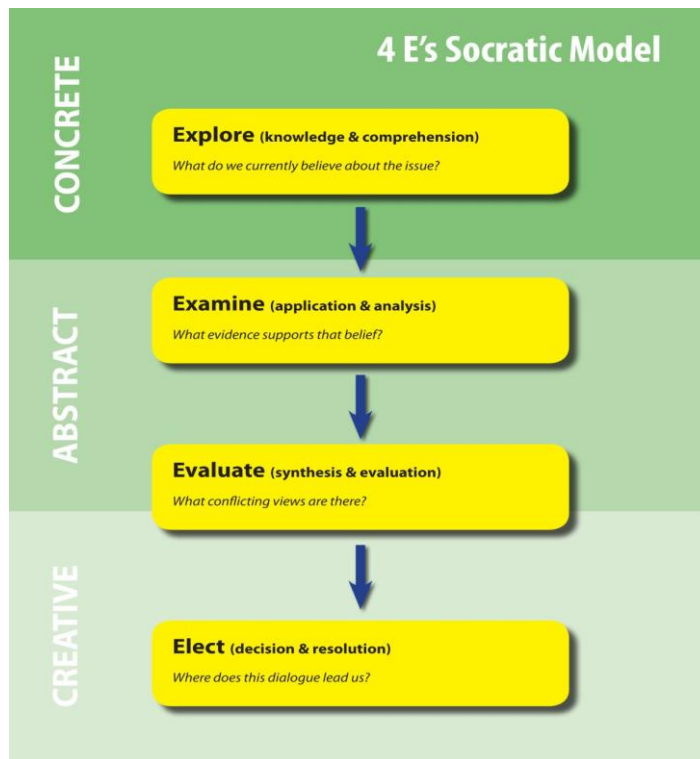 4 E's Socratic Model
CONCRETE
Explore (knowledge & comprehension)
What do we currently believe about the issue?
ABSTRACT
Examine (application & analysis)
What evidence supports that belief?
Evaluate (synthesis & evaluation)
What conflicting views are there?
CREATIVE
Elect (decision & resolution)
Where does this dialogue lead us?